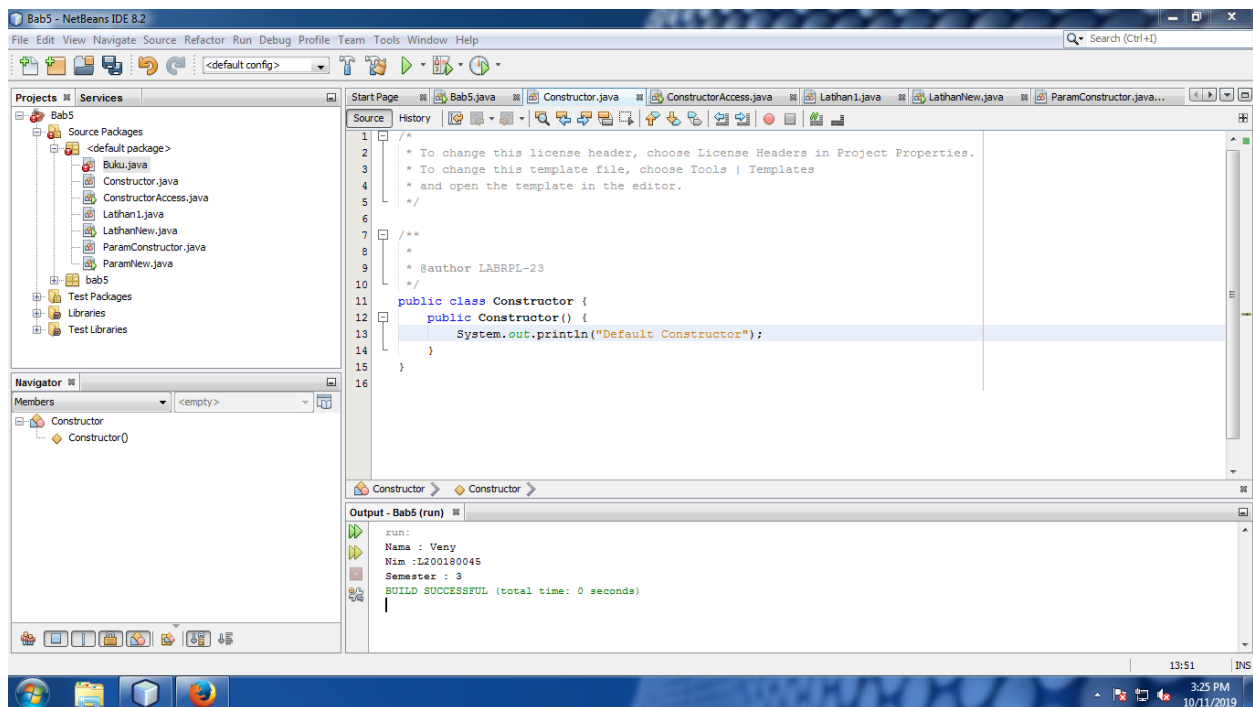 Bab5 - NetBeans IDE 8.2
File Edit View Navigate Source Refactor Run Debug Profile Team Tools Window Help
Search (Ctrl+I)
<default config>
Projects Services
Bab5
Source Packages
<default package>
Buku.java
Constructor.java
ConstructorAccess.java
Latihan1.java
LatihanNew.java
ParamConstructor.java
ParamNew.java
bab5
Test Packages
Libraries
Test Libraries
Navigator
Members <empty>
Constructor
Constructor()
Start Page Bab5.java Constructor.java ConstructorAccess.java Latihan1.java LatihanNew.java ParamConstructor.java...
Source History
1 /*
2 * To change this license header, choose License Headers in Project Properties.
3 * To change this template file, choose Tools | Templates
4 * and open the template in the editor.
5 */
6
7 /**
8 *
9 * @author LABRPL-23
10 */
11 public class Constructor {
12 public Constructor() {
13 System.out.println("Default Constructor");
14 }
15 }
16
Constructor Constructor
Output - Bab5 (run)
run:
Nama : Veny
Nim :L200180045
Semester : 3
BUILD SUCCESSFUL (total time: 0 seconds)
13:51 INS
3:25 PM
10/11/2019